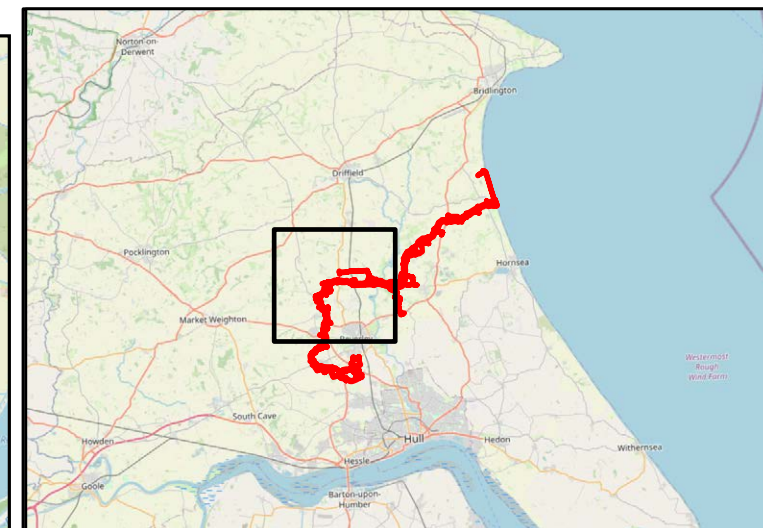 Norton-on-
Derwent
Bridlington
Driffield
Pocklington
Hornsea
Market Weighton
Beverley
Westermost
Rough
Wind Farm
South Cave
Howden
Hull
Hedon
Withernsea
Hessle
Goole
Barton-upon-
Humber